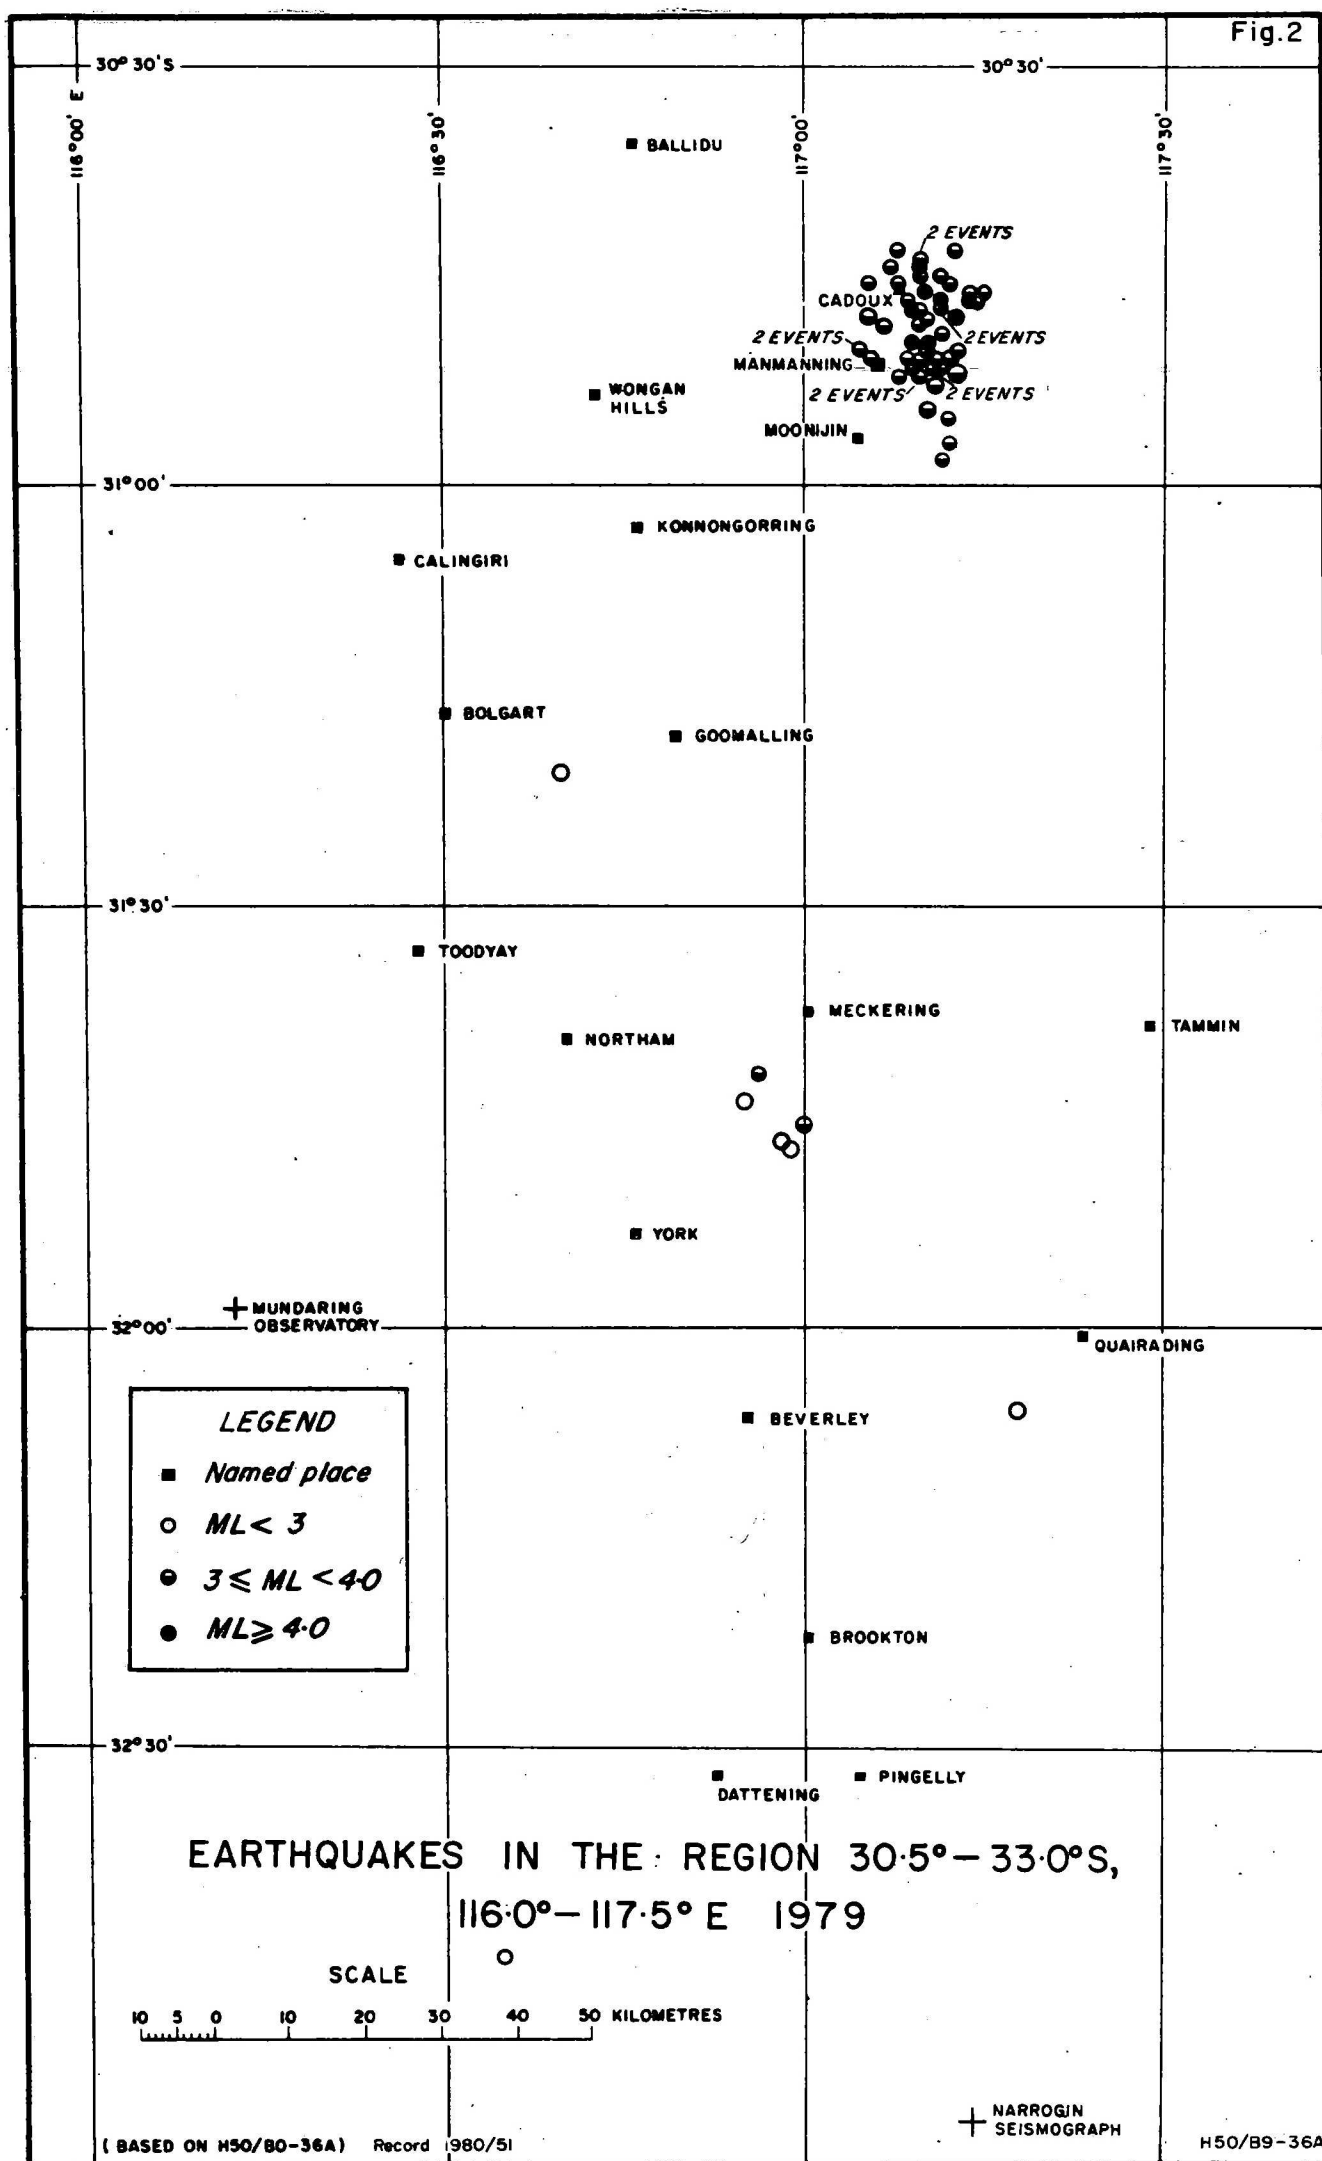 Fig.2
30°30'S
30°30'
116°00' E
116°30'
117°00'
117°30'
BALLIDU
2 EVENTS
CADOUX
2 EVENTS
2 EVENTS
MANMANNING
2 EVENTS
2 EVENTS
WONGAN
HILLS
MOONIJIN
31°00'
KONNONGORRING
CALINGIRI
BOLGART
GOOMALLING
31°30'
TOODYAY
MECKERING
TAMMIN
NORTHAM
YORK
MUNDARING
OBSERVATORY
32°00'
QUAIRADING
BEVERLEY
LEGEND
Named place
ML < 3
3 ⩽ ML < 4·0
ML ⩾ 4·0
BROOKTON
32°30'
DATTENING
PINGELLY
EARTHQUAKES IN THE REGION 30·5° – 33·0°S,
116·0° – 117·5° E 1979
SCALE
10 5 0 10 20 30 40 50 KILOMETRES
NARROGIN
SEISMOGRAPH
(BASED ON H50/B0-36A) Record 1980/51
H50/B9-36A